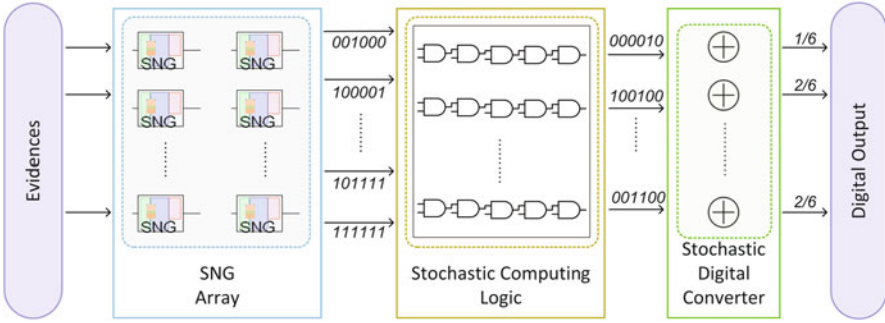 Evidences
SNG SNG
SNG SNG
SNG SNG
SNG
Array
001000
100001
101111
111111
Stochastic Computing
Logic
000010
100100
001100
Stochastic
Digital
Converter
1/6
2/6
2/6
Digital Output